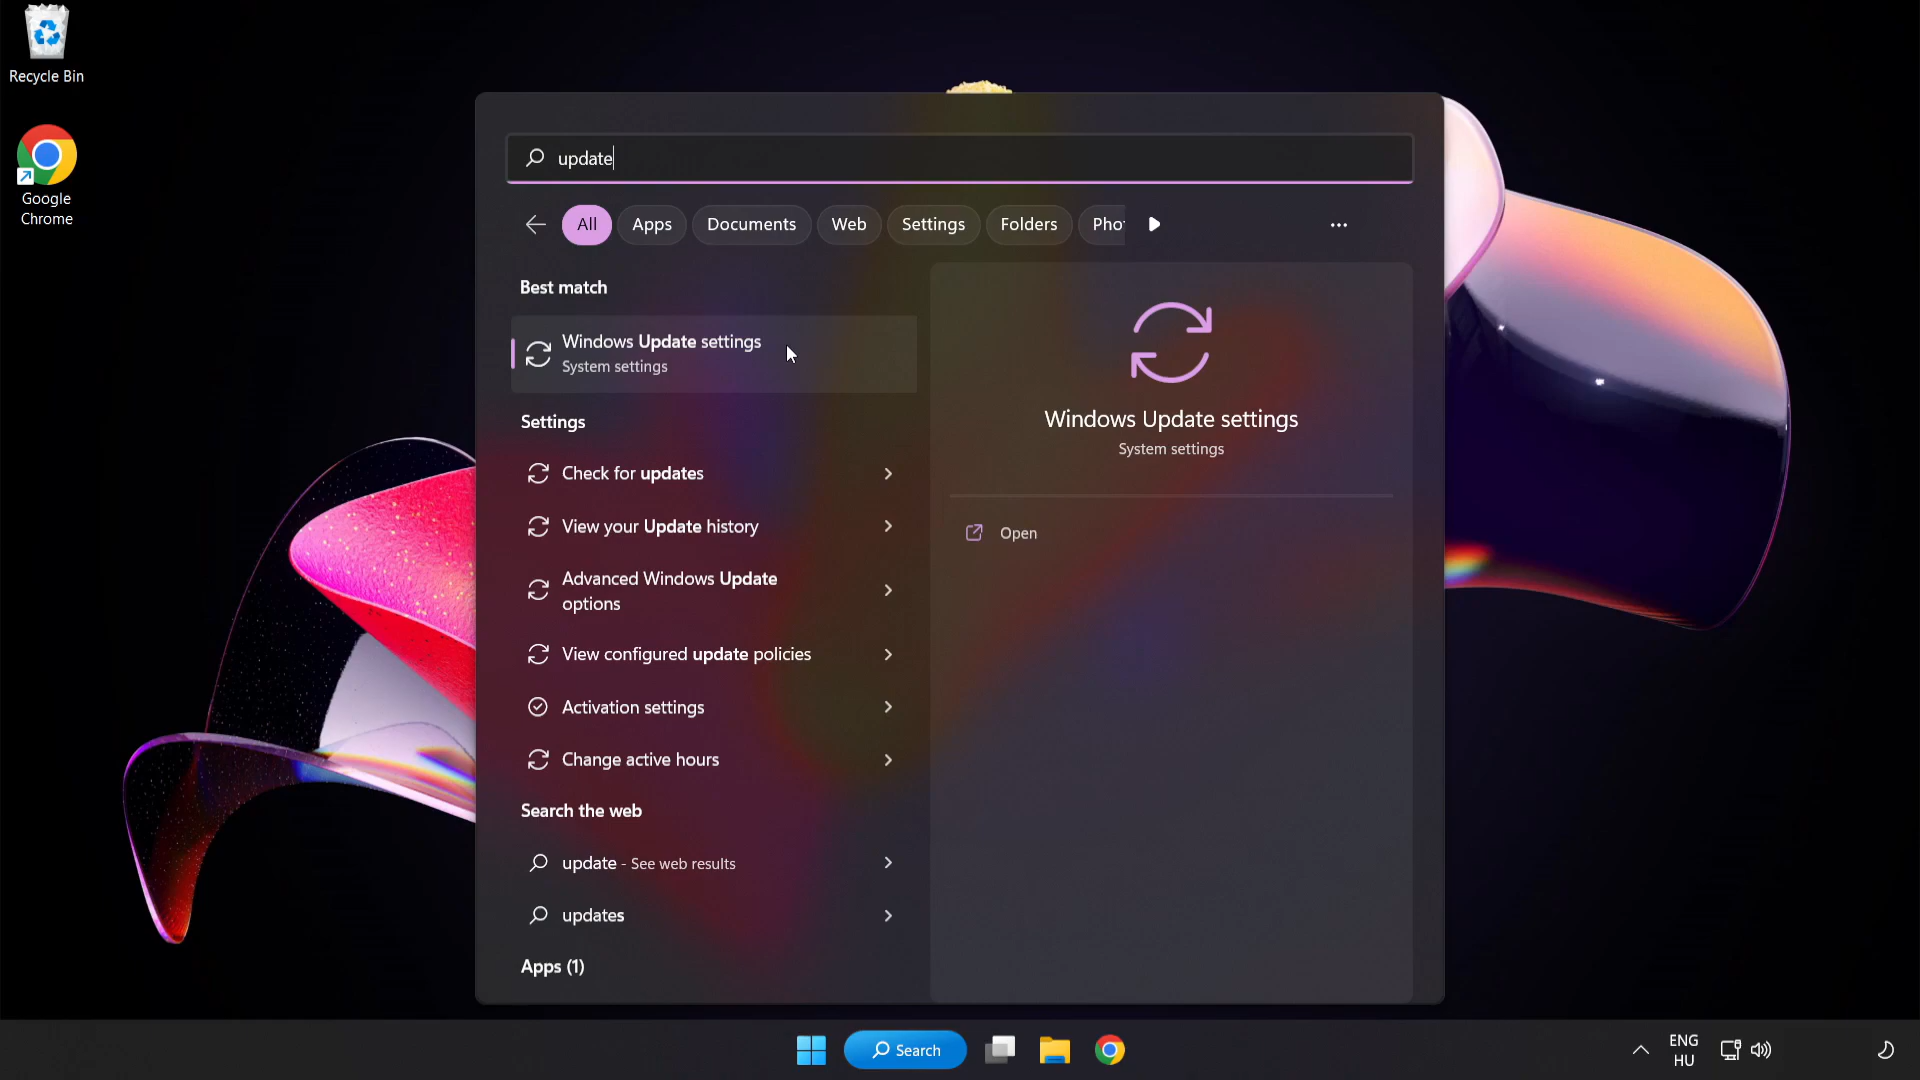 Recycle Bin
Google
Chrome
update
All
Apps
Documents
Web
Settings
Folders
Best match
Windows Update settings
System settings
Settings
Check for updates
View your Update history
Advanced Windows Update
options
View configured update policies
Activation settings
Change active hours
Search the web
update - See web results
updates
Apps (1)
Windows Update settings
System settings
Open
Search
ENG
HU